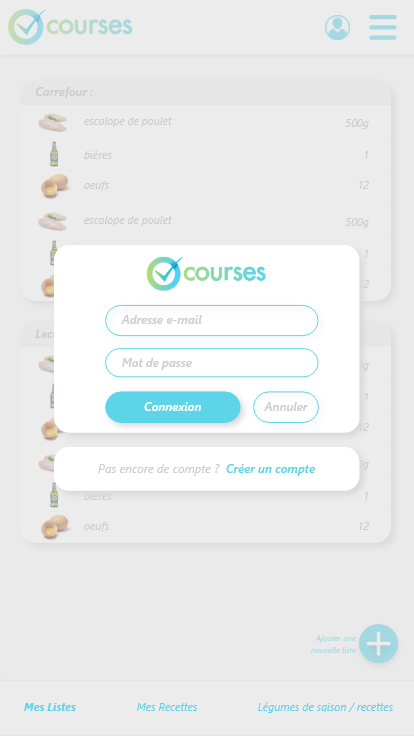 courses
Carrefour :
escalope de poulet 500g
bières 1
oeufs 12
escalope de poulet 500g
1
12
courses
Adresse e-mail
Mot de passe
Connexion Annuler
Pas encore de compte ? Créer un compte
1
12
bières 1
oeufs 12
Ajouter une
nouvelle liste
Mes Listes Mes Recettes Légumes de saison / recettes